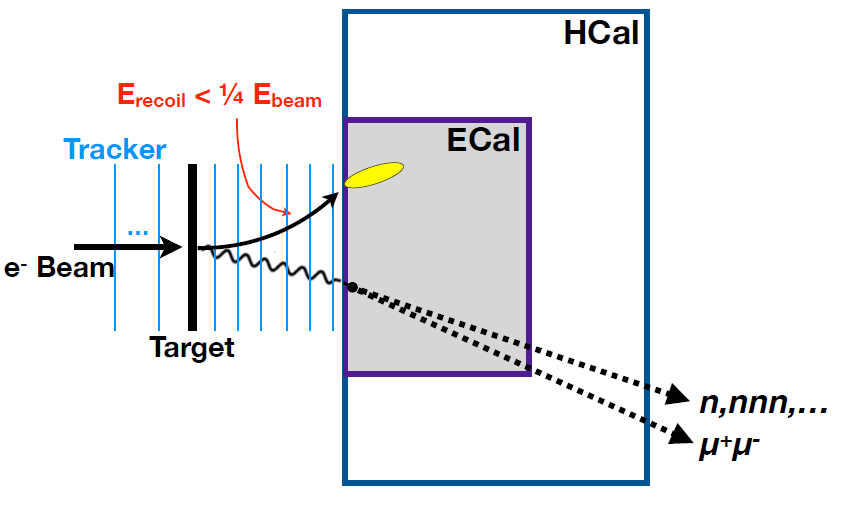 HCal
E_recoil < ¼ E_beam
ECal
Tracker
...
e⁻ Beam
Target
n,nnn,...
μ⁺μ⁻